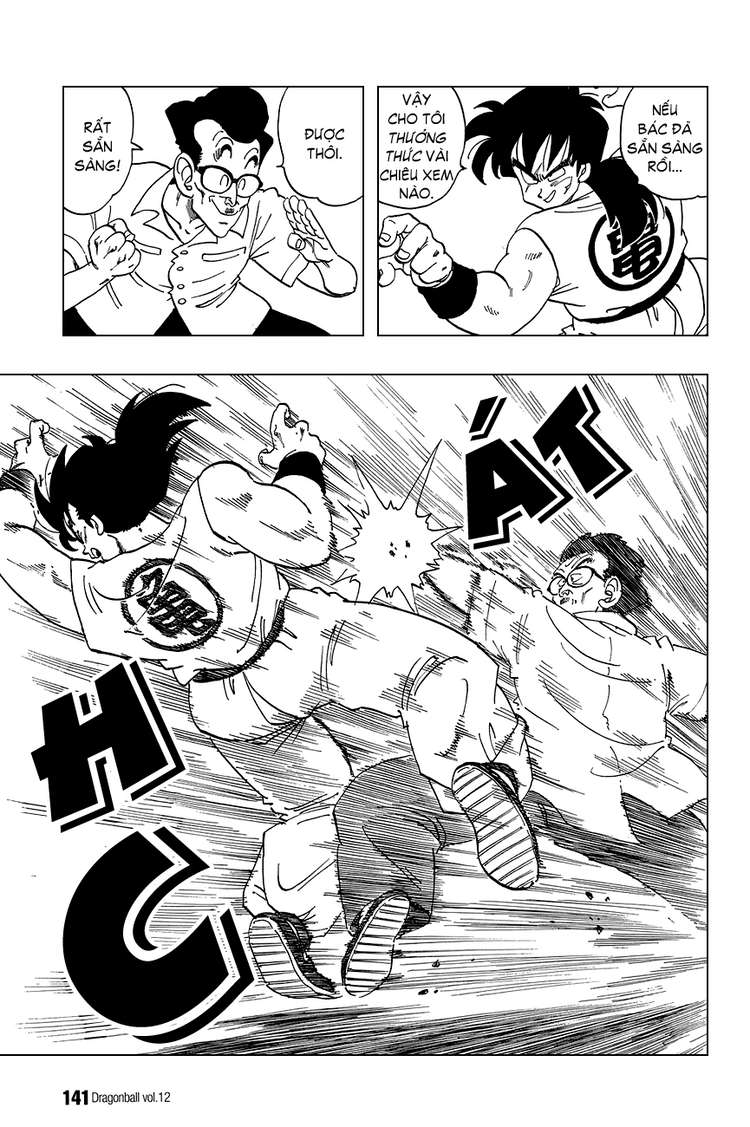 NẾU
BÁC ĐÃ
SẴN SÀNG
RỒI...
VẬY
CHO TÔI
THƯỞNG
THỨC VÀI
CHIÊU XEM
NÀO.
ĐƯỢC
THÔI.
RẤT
SẴN
SÀNG!
CHÁT
141 Dragonball vol.12